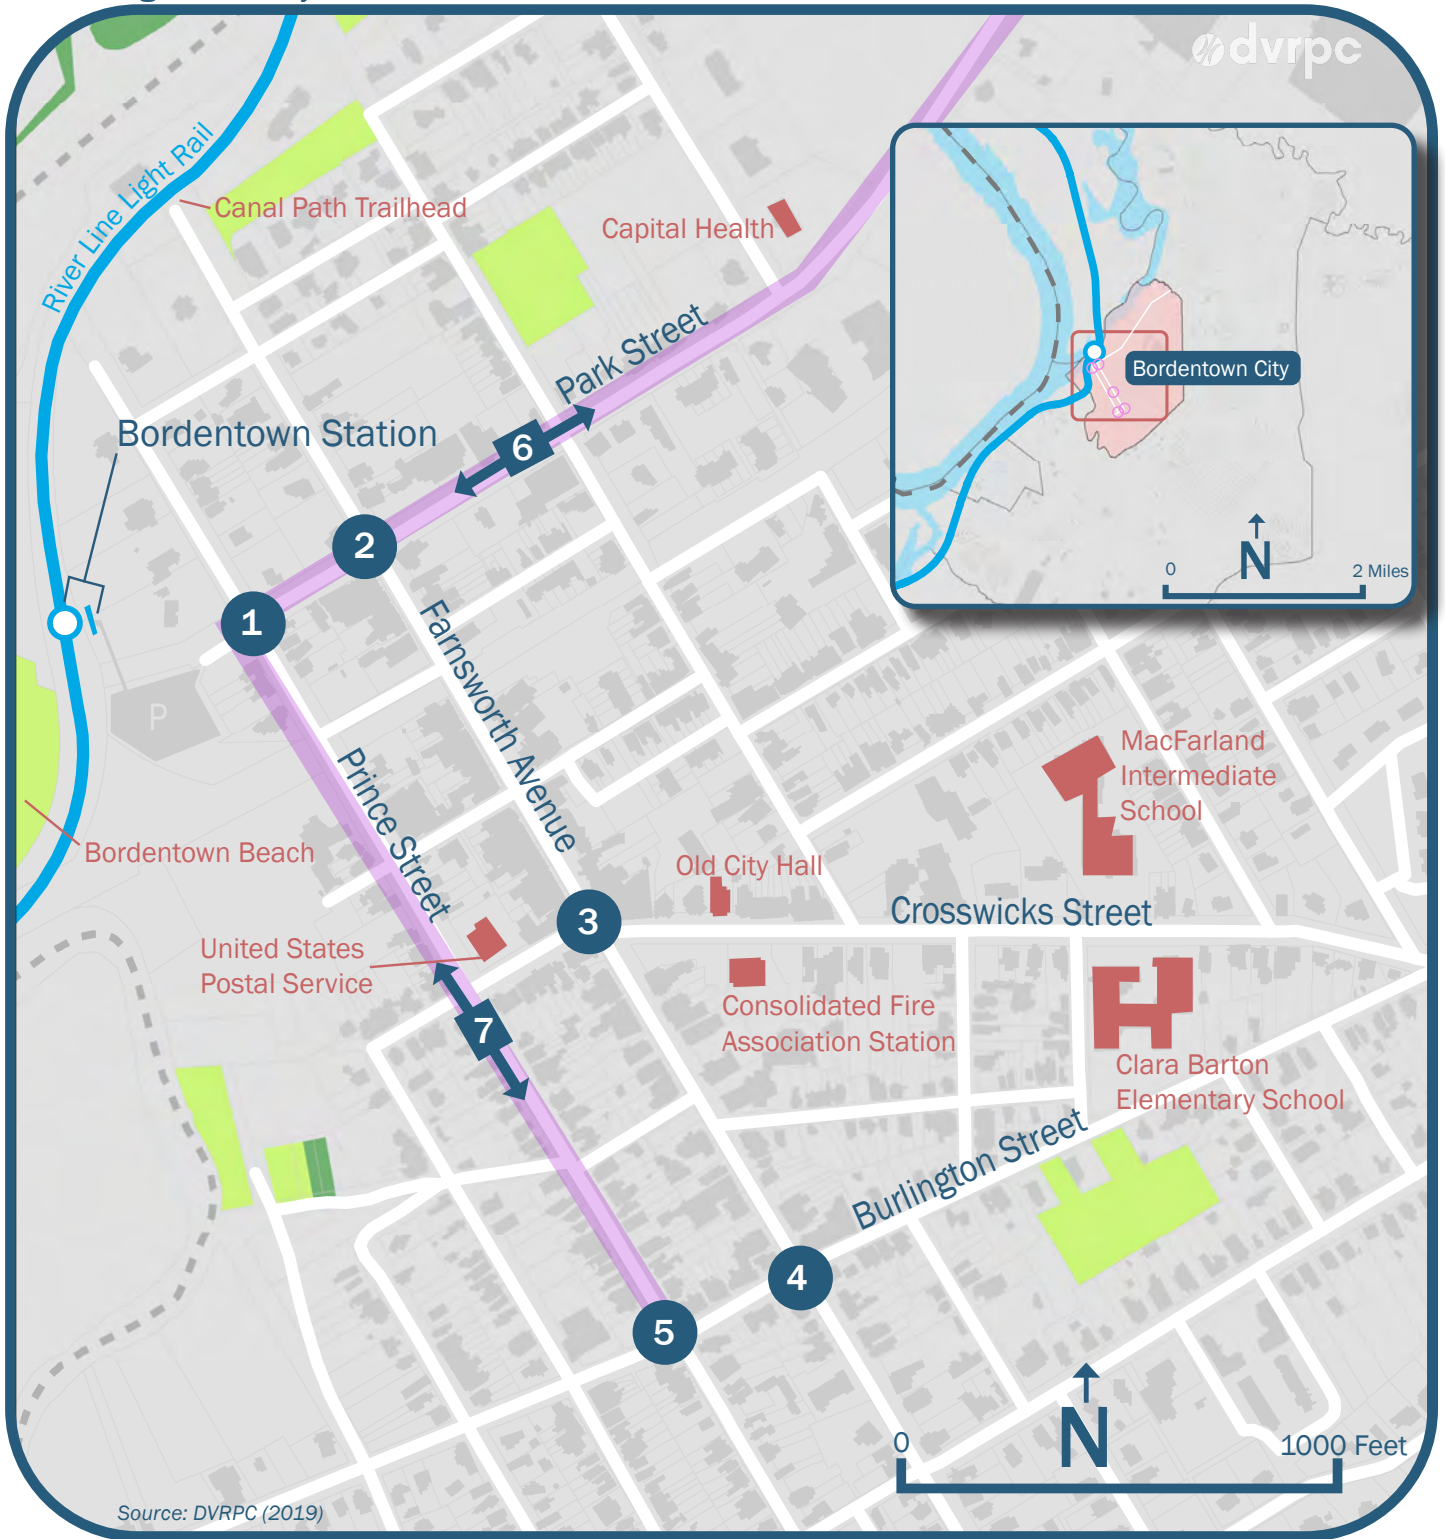 dvrpc
River Line Light Rail
Canal Path Trailhead
Capital Health
Park Street
Bordentown City
N
0
2 Miles
Bordentown Station
6
2
1
Farnsworth Avenue
P
Prince Street
MacFarland
Intermediate
School
Bordentown Beach
Old City Hall
3
Crosswicks Street
United States
Postal Service
7
Consolidated Fire
Association Station
Clara Barton
Elementary School
Burlington Street
4
5
N
0
1000 Feet
Source: DVRPC (2019)